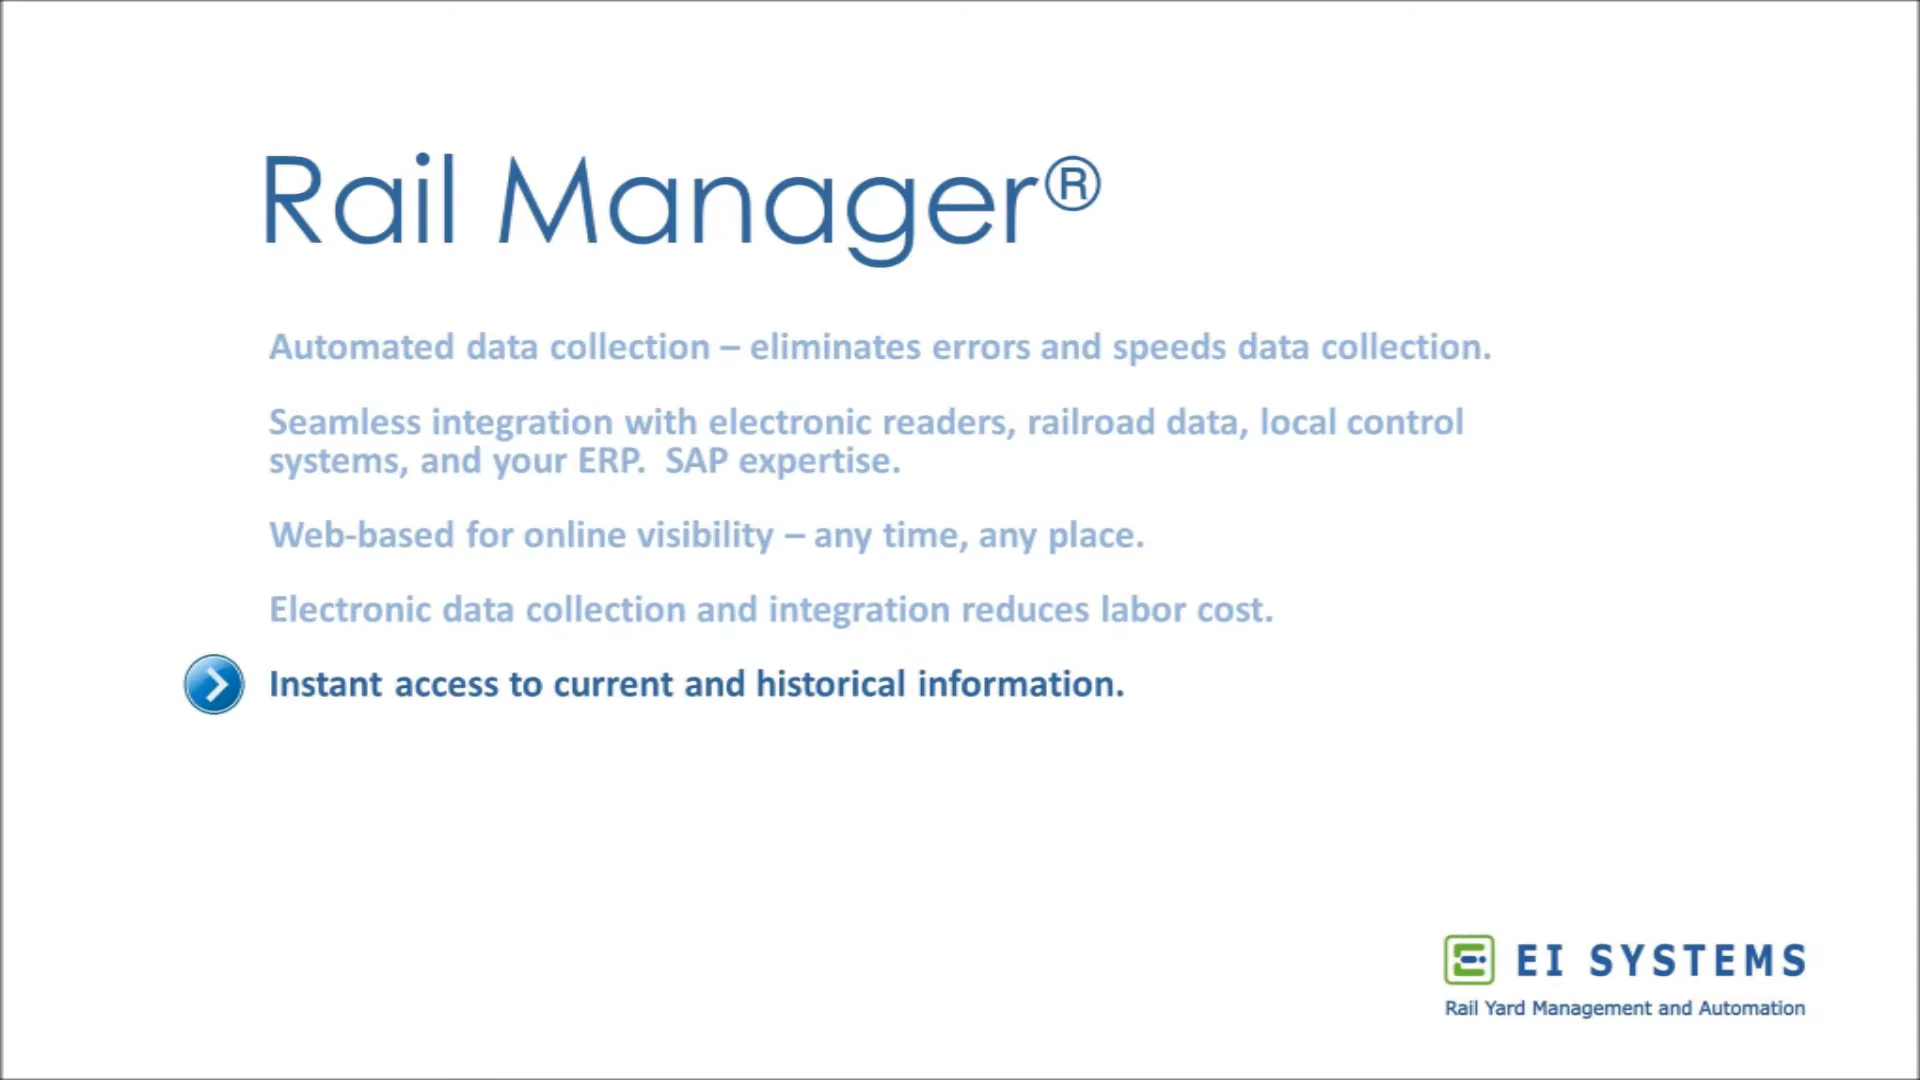 Rail Manager®
Automated data collection – eliminates errors and speeds data collection.
Seamless integration with electronic readers, railroad data, local control
systems, and your ERP.  SAP expertise.
Web-based for online visibility – any time, any place.
Electronic data collection and integration reduces labor cost.
Instant access to current and historical information.
EI SYSTEMS
Rail Yard Management and Automation